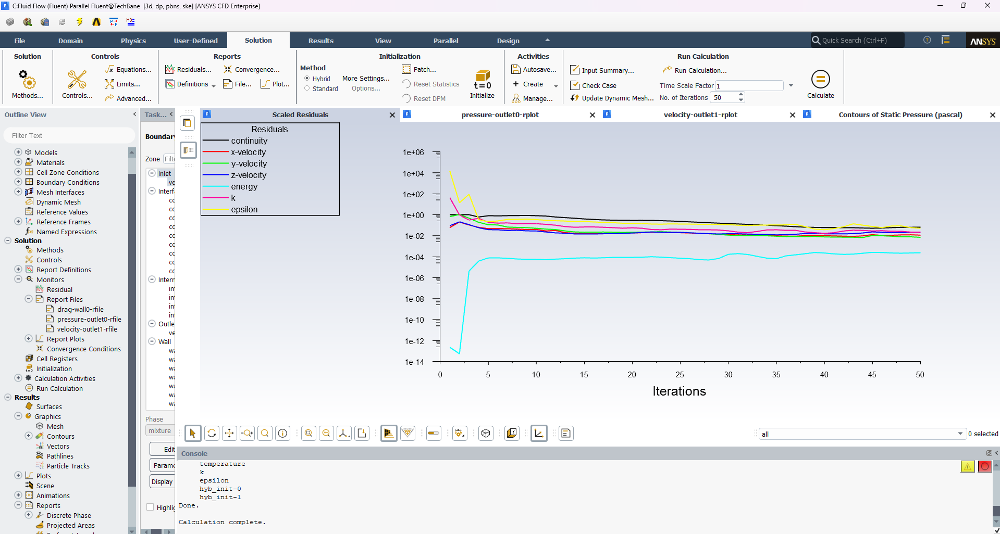 C:Fluid Flow (Fluent) Parallel Fluent@TechBane [3d, dp, pbns, ske] [ANSYS CFD Enterprise]
File Domain Physics User-Defined Solution Results View Parallel Design
Quick Search (Ctrl+F)
ANSYS
Solution
Methods...
Controls
Controls...
Equations...
Limits...
Advanced...
Reports
Residuals...
Convergence...
Definitions
File...
Plot...
Initialization
Method
Hybrid
Standard
More Settings...
Options...
Patch...
Reset Statistics
Reset DPM
t=0
Initialize
Activities
Autosave...
Create
Manage...
Run Calculation
Input Summary...
Check Case
Update Dynamic Mesh...
Run Calculation...
Time Scale Factor 1
No. of Iterations 50
Calculate
Outline View
Filter Text
Models
Materials
Cell Zone Conditions
Boundary Conditions
Mesh Interfaces
Dynamic Mesh
Reference Values
Reference Frames
Named Expressions
Solution
Methods
Controls
Report Definitions
Monitors
Residual
Report Files
drag-wall0-rfile
pressure-outlet0-rfile
velocity-outlet1-rfile
Report Plots
Convergence Conditions
Cell Registers
Initialization
Calculation Activities
Run Calculation
Results
Surfaces
Graphics
Mesh
Contours
Vectors
Pathlines
Particle Tracks
Plots
Scene
Animations
Reports
Discrete Phase
Projected Areas
Task...
Boundar
Zone Filt
Inlet
ve
Interf
cc
cc
cc
cc
cc
cc
cc
cc
cc
Intern
int
int
int
int
Outle
ve
Wall
wa
wa
wa
wa
wa
wa
wa
Phase
mixture
Edit
Parame
Display
Highlig
Scaled Residuals
pressure-outlet0-rplot
velocity-outlet1-rplot
Contours of Static Pressure (pascal)
Residuals
continuity
x-velocity
y-velocity
z-velocity
energy
k
epsilon
1e+06
1e+04
1e+02
1e+00
1e-02
1e-04
1e-06
1e-08
1e-10
1e-12
1e-14
0 5 10 15 20 25 30 35 40 45 50
Iterations
all
0 selected
Console
temperature
k
epsilon
hyb_init-0
hyb_init-1
Done.
Calculation complete.